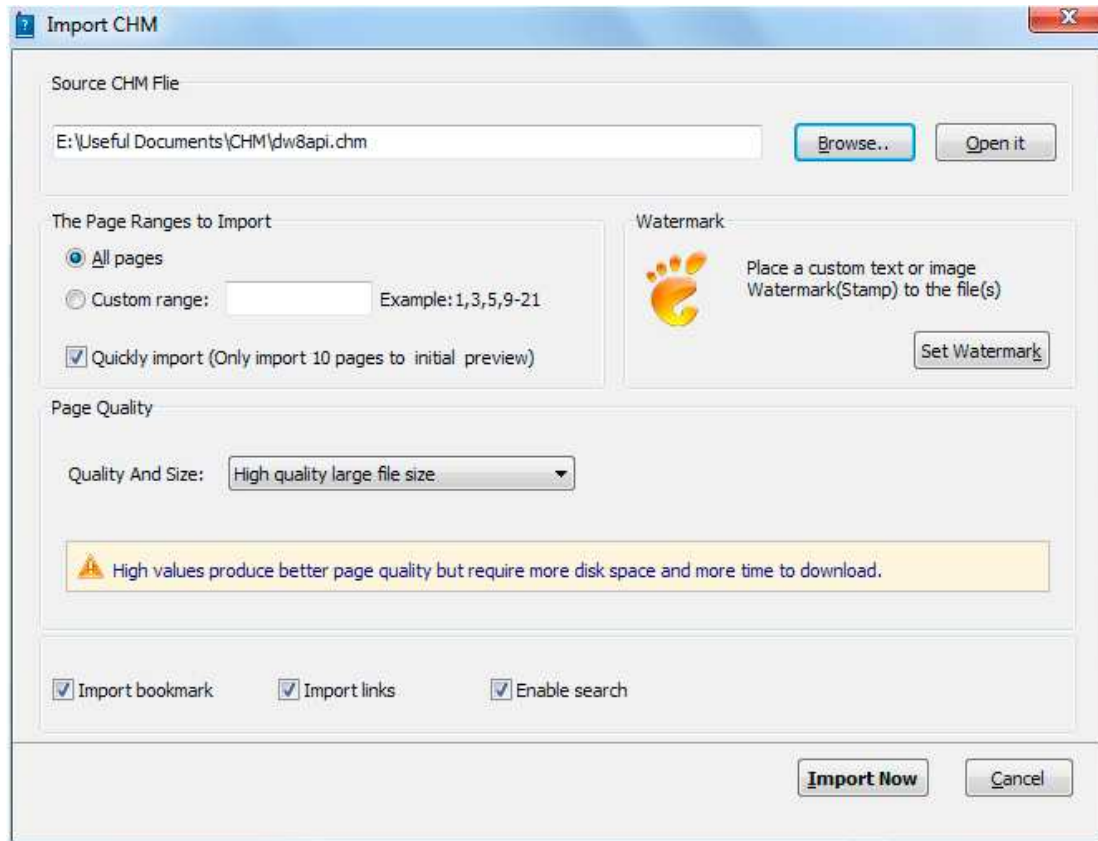 Import CHM
Source CHM Flie
E:\Useful Documents\CHM\dw8api.chm
Browse..
Open it
The Page Ranges to Import
All pages
Custom range:
Example:1,3,5,9-21
Quickly import (Only import 10 pages to initial preview)
Watermark
Place a custom text or image
Watermark(Stamp) to the file(s)
Set Watermark
Page Quality
Quality And Size:
High quality large file size
High values produce better page quality but require more disk space and more time to download.
Import bookmark
Import links
Enable search
Import Now
Cancel